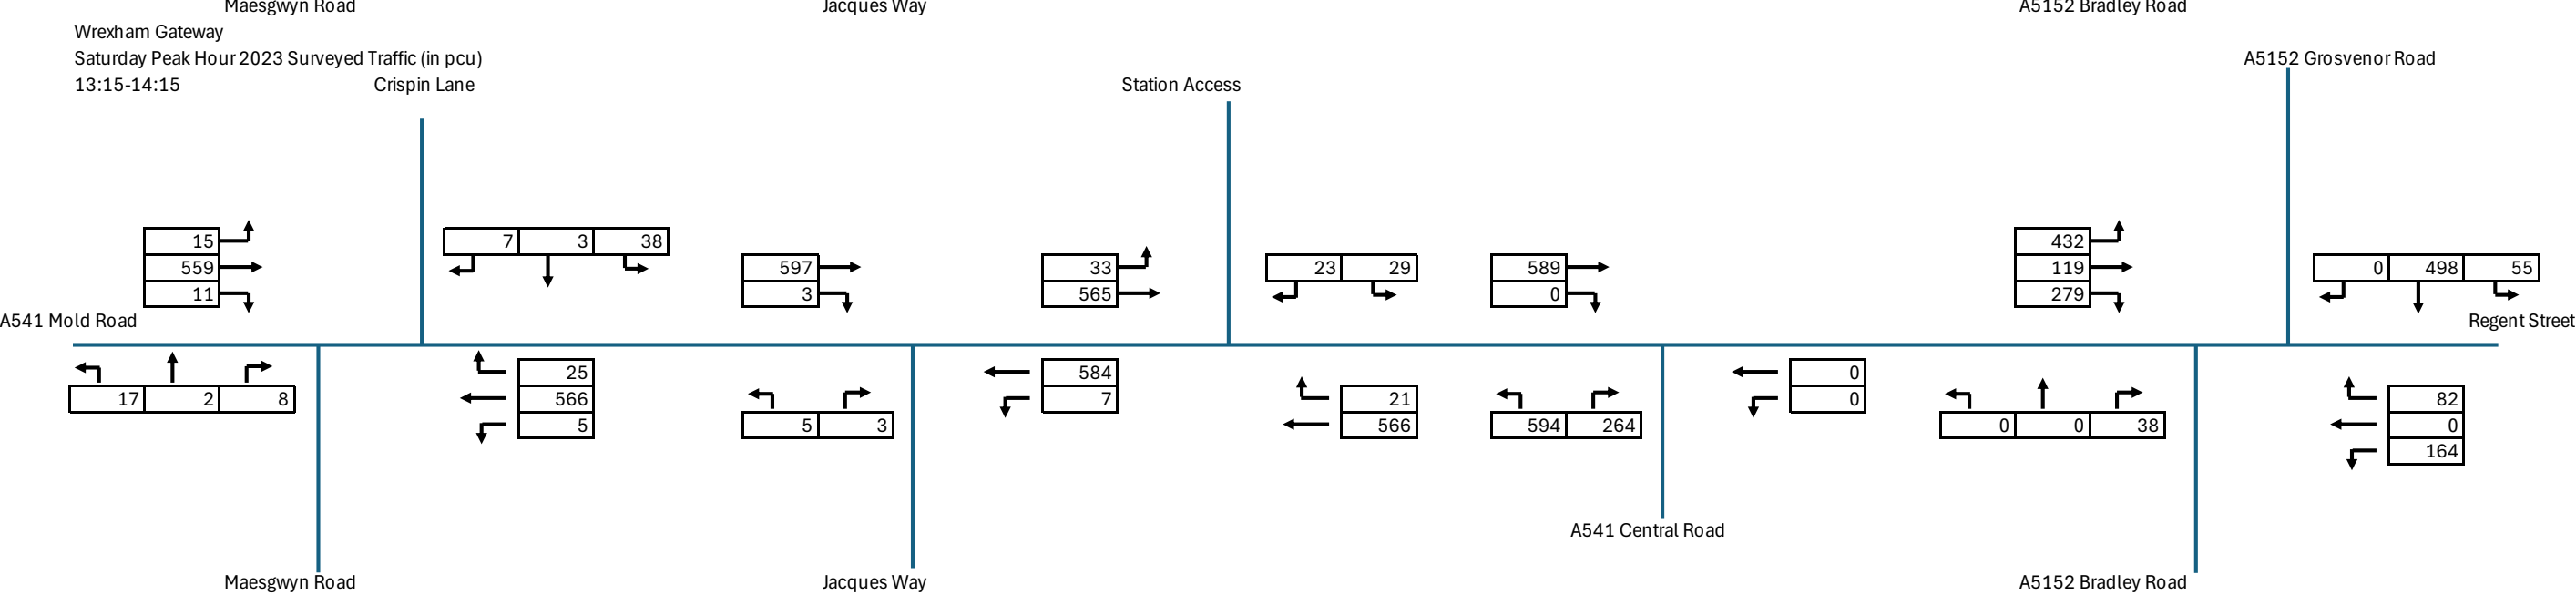 Maesgwyn Road Jacques Way A5152 Bradley Road
Wrexham Gateway
Saturday Peak Hour 2023 Surveyed Traffic (in pcu) A5152 Grosvenor Road
13:15-14:15 Crispin Lane Station Access
15 7 3 38 432
559 597 33 23 29 589 119 0 498 55
11 3 565 0 279
A541 Mold Road Regent Street
25 584 0
17 2 8 566 7 21 0 82
5 5 3 566 594 264 0 0 38 0
164
A541 Central Road
Maesgwyn Road Jacques Way A5152 Bradley Road